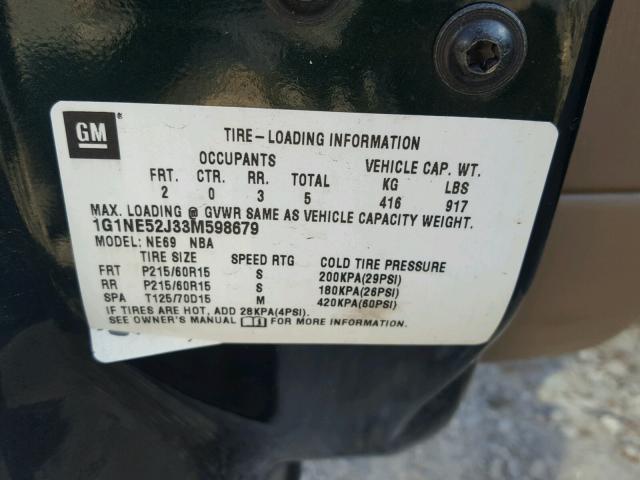 GM
TIRE-LOADING INFORMATION
OCCUPANTS VEHICLE CAP. WT.
FRT. CTR. RR. TOTAL KG LBS
2 0 3 5 416 917
MAX. LOADING @ GVWR SAME AS VEHICLE CAPACITY WEIGHT.
1G1NE52J33M598679
MODEL: NE69 NBA
TIRE SIZE SPEED RTG COLD TIRE PRESSURE
FRT P215/60R15 S 200KPA(29PSI)
RR P215/60R15 S 180KPA(26PSI)
SPA T125/70D15 M 420KPA(60PSI)
IF TIRES ARE HOT, ADD 28KPA(4PSI).
SEE OWNER'S MANUAL FOR MORE INFORMATION.